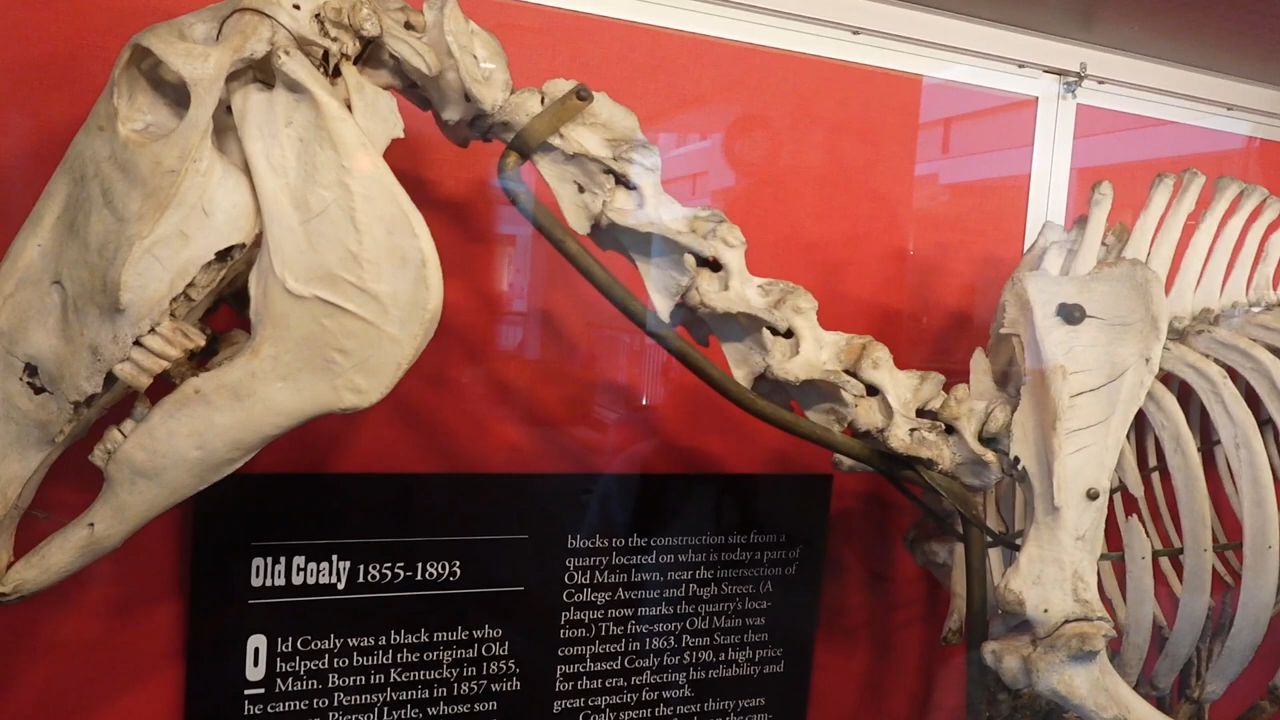 Old Coaly 1855-1893
Old Coaly was a black mule who
helped to build the original Old
Main. Born in Kentucky in 1855,
he came to Pennsylvania in 1857 with
Piersol Lytle, whose son
blocks to the construction site from a
quarry located on what is today a part of
Old Main lawn, near the intersection of
College Avenue and Pugh Street. (A
plaque now marks the quarry's loca-
tion.) The five-story Old Main was
completed in 1863. Penn State then
purchased Coaly for $190, a high price
for that era, reflecting his reliability and
great capacity for work.
Coaly spent the next thirty years
on the cam-